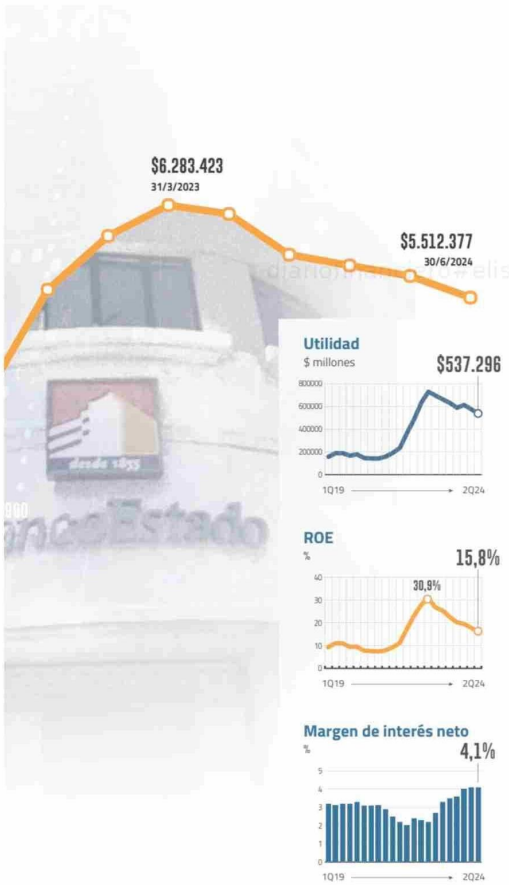 $6.283.423
31/3/2023
$5.512.377
30/6/2024
desde 1855
Utilidad
$ millones
$537.296
800000
600000
400000
200000
0
1Q19
2Q24
ROE
%
15,8%
30,9%
40
30
20
10
0
1Q19
2Q24
Margen de interés neto
%
4,1%
5
4
3
2
1
0
1Q19
2Q24